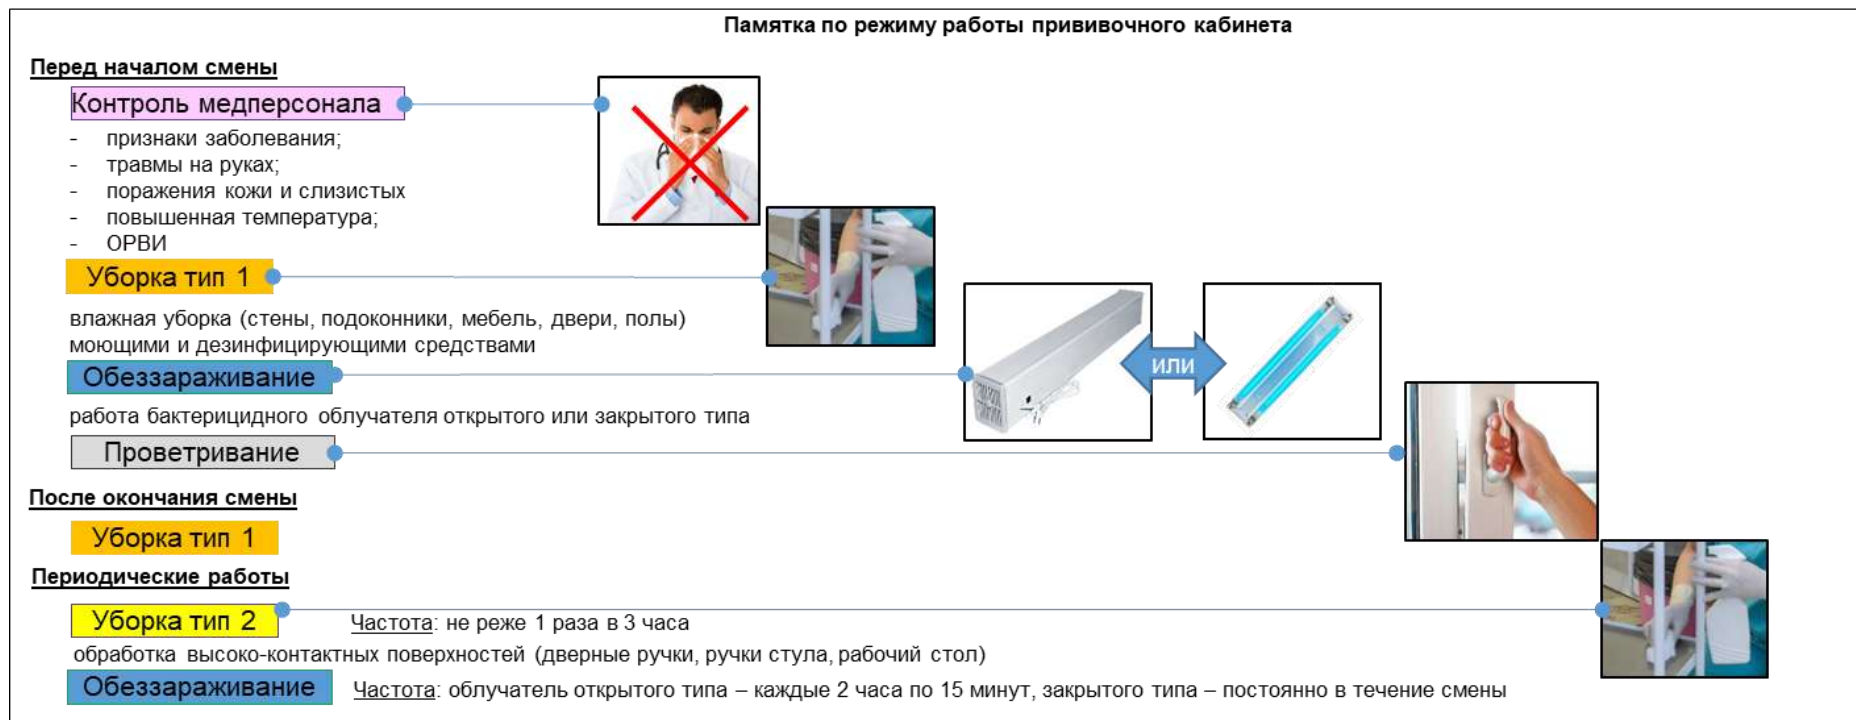 Памятка по режиму работы прививочного кабинета
Перед началом смены
Контроль медперсонала
- признаки заболевания;
- травмы на руках;
- поражения кожи и слизистых
- повышенная температура;
- ОРВИ
Уборка тип 1
влажная уборка (стены, подоконники, мебель, двери, полы)
моющими и дезинфицирующими средствами
ИЛИ
Обеззараживание
работа бактерицидного облучателя открытого или закрытого типа
Проветривание
После окончания смены
Уборка тип 1
Периодические работы
Уборка тип 2 Частота: не реже 1 раза в 3 часа
обработка высоко-контактных поверхностей (дверные ручки, ручки стула, рабочий стол)
Обеззараживание Частота: облучатель открытого типа – каждые 2 часа по 15 минут, закрытого типа – постоянно в течение смены